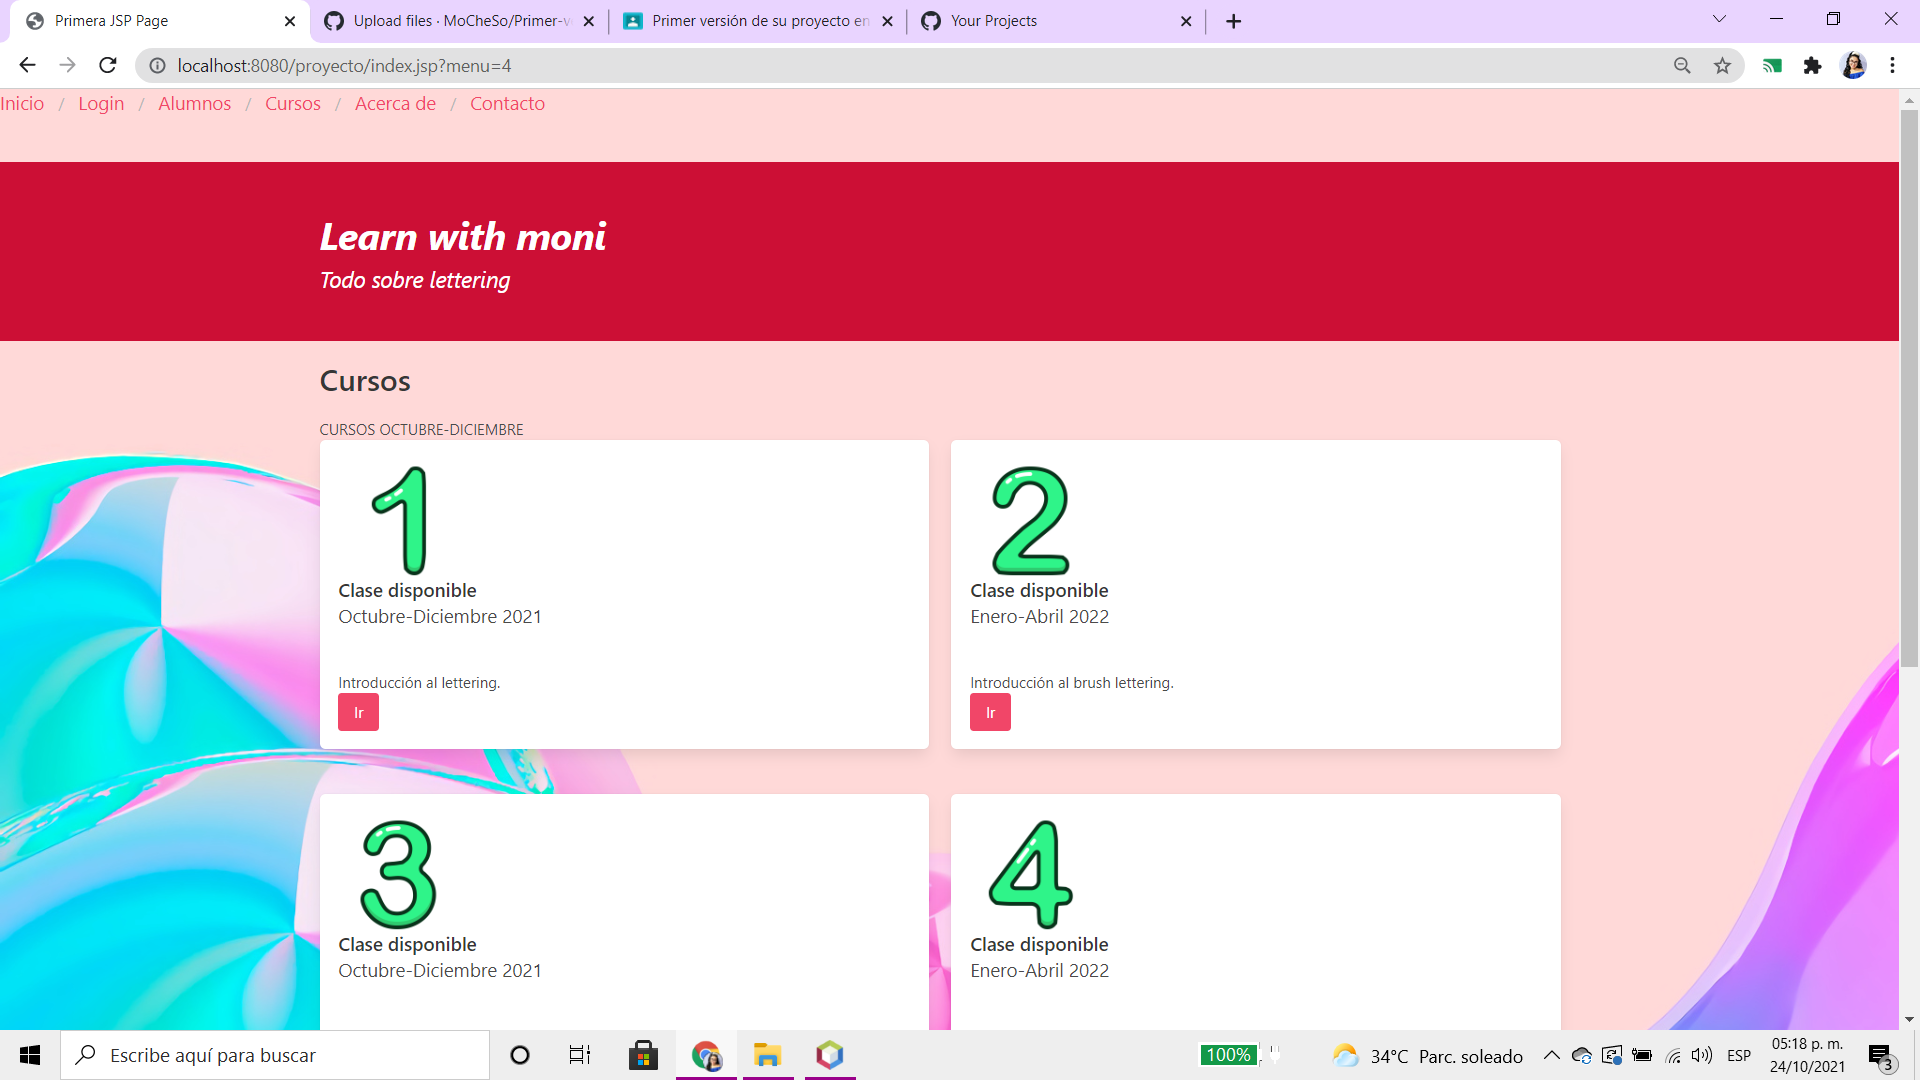 Primera JSP Page
Upload files · MoCheSo/Primer-v
Primer versión de su proyecto en
Your Projects
localhost:8080/proyecto/index.jsp?menu=4
Inicio / Login / Alumnos / Cursos / Acerca de / Contacto
Learn with moni
Todo sobre lettering
Cursos
CURSOS OCTUBRE-DICIEMBRE
1
Clase disponible
Octubre-Diciembre 2021
Introducción al lettering.
Ir
2
Clase disponible
Enero-Abril 2022
Introducción al brush lettering.
Ir
3
Clase disponible
Octubre-Diciembre 2021
4
Clase disponible
Enero-Abril 2022
Escribe aquí para buscar
100%
34°C Parc. soleado
ESP
05:18 p. m.
24/10/2021
3